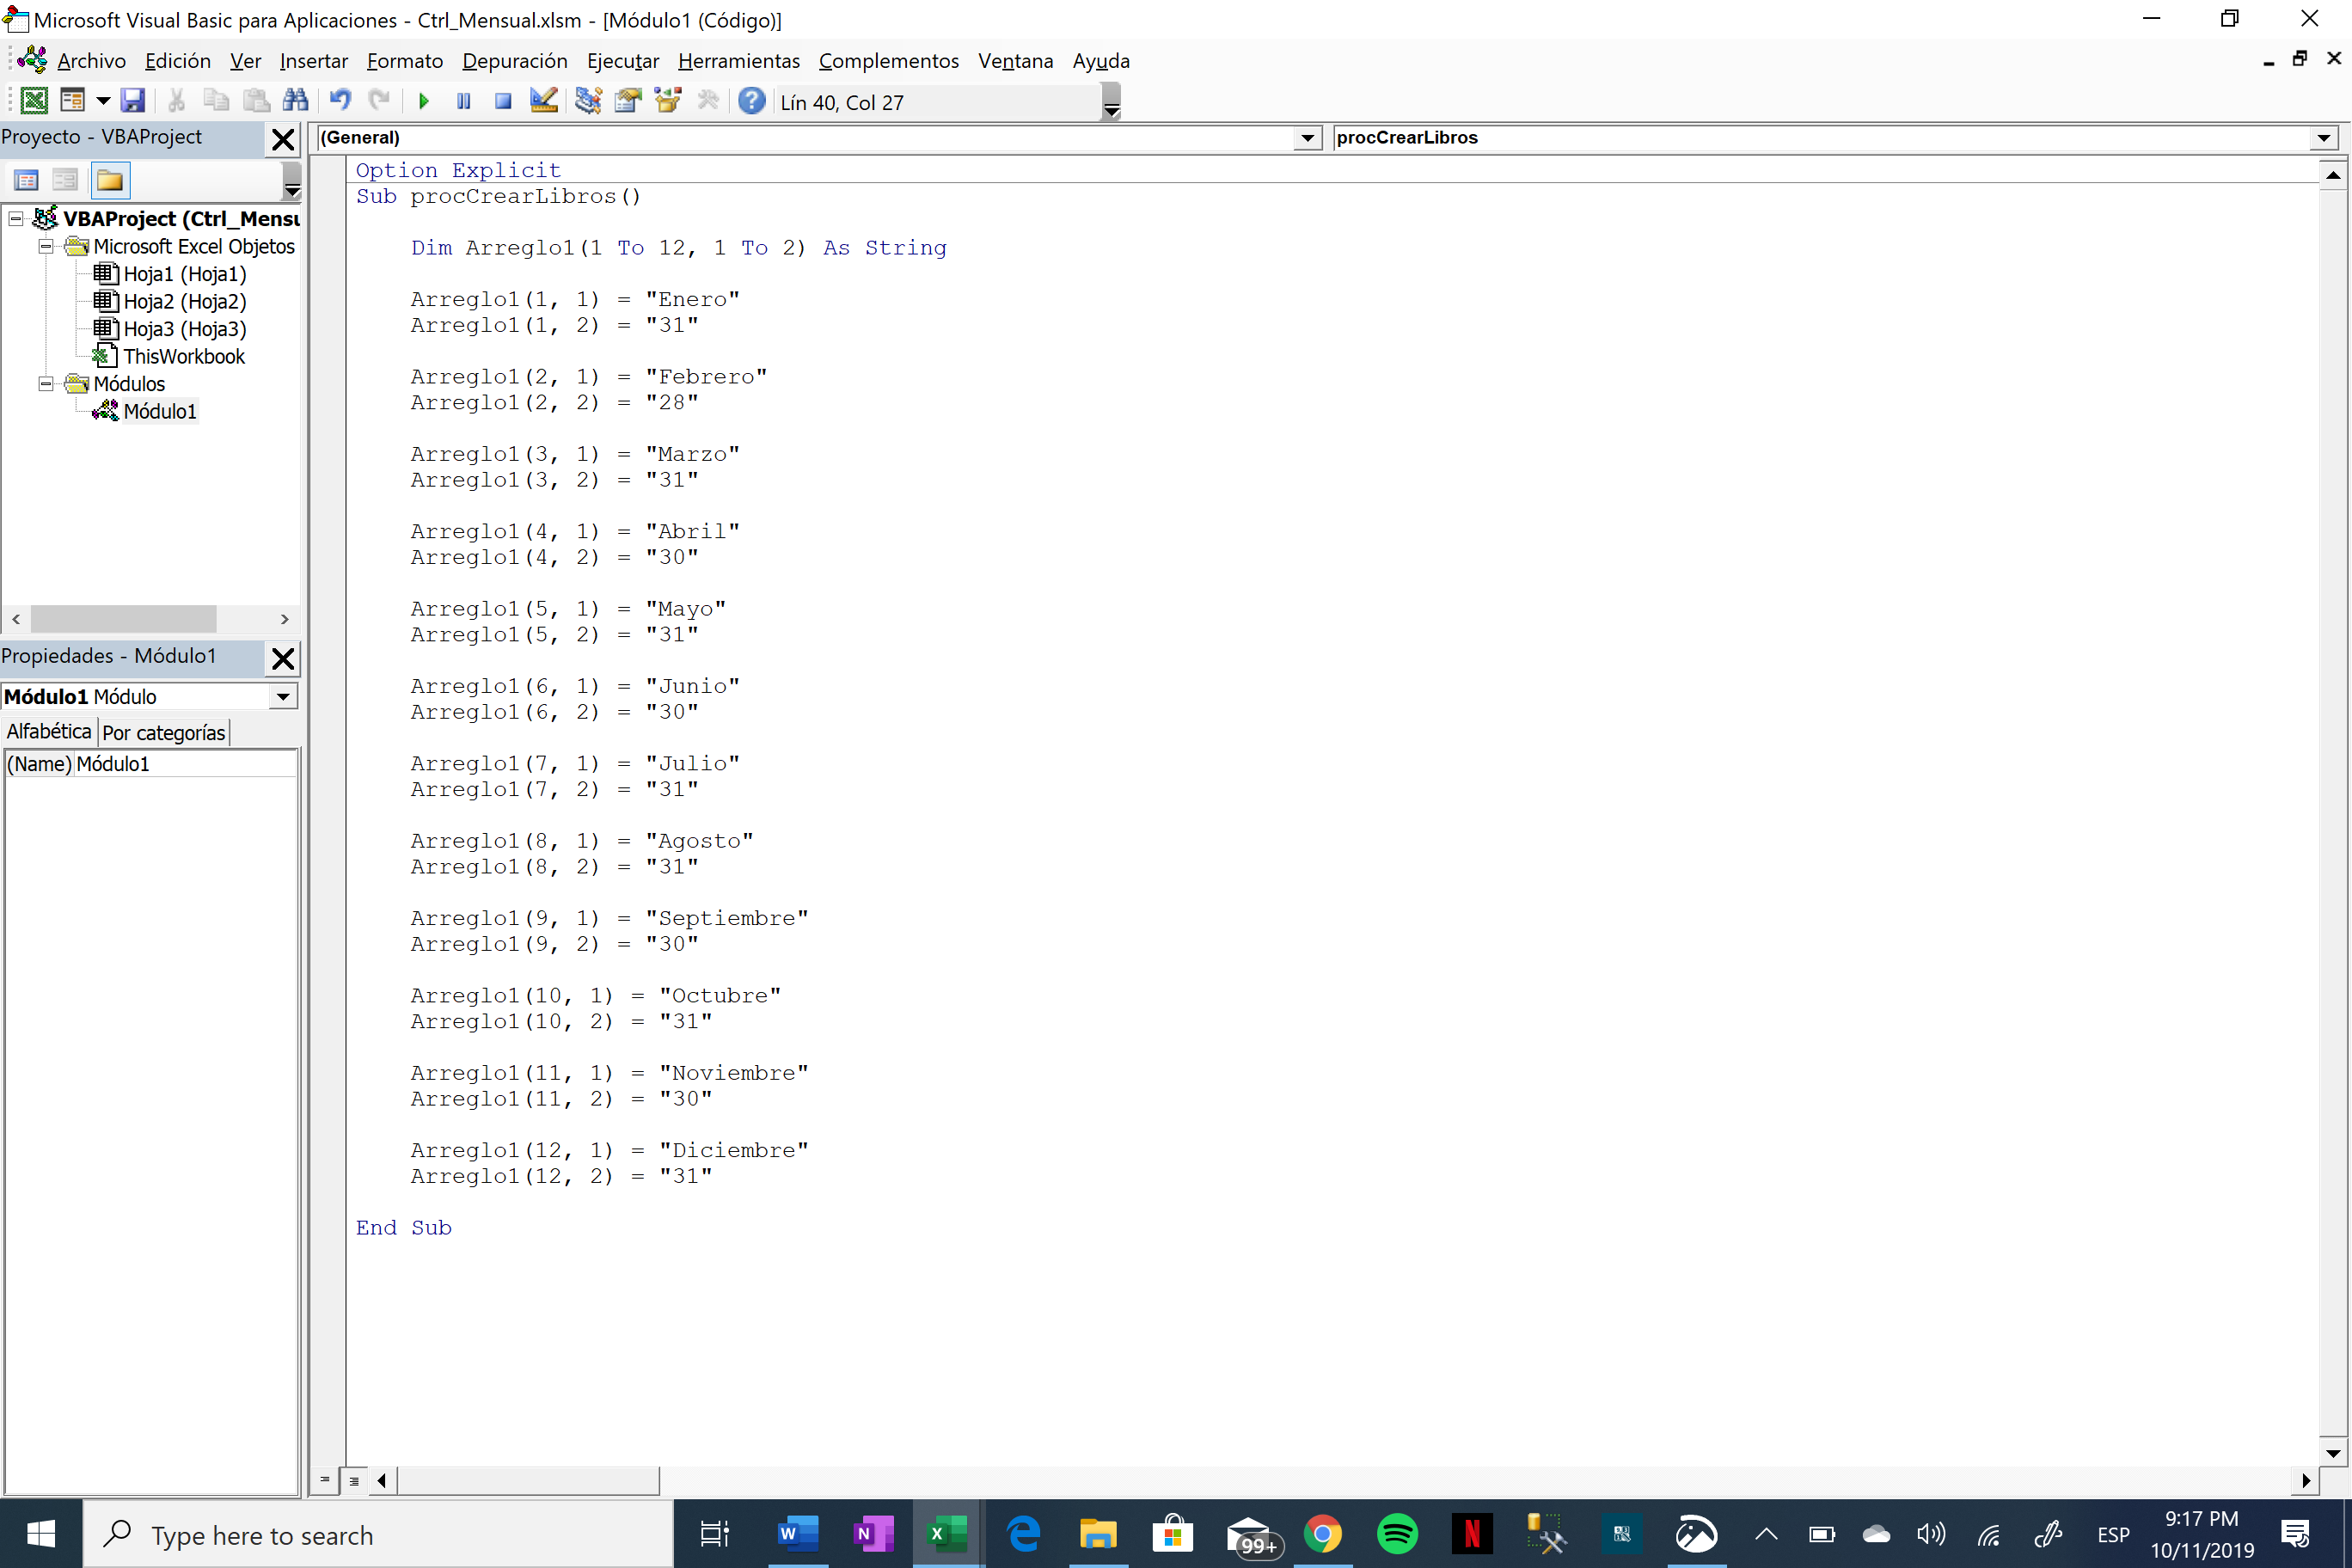 Microsoft Visual Basic para Aplicaciones - Ctrl_Mensual.xlsm - [Módulo1 (Código)]
Archivo Edición Ver Insertar Formato Depuración Ejecutar Herramientas Complementos Ventana Ayuda
Lín 40, Col 27
Proyecto - VBAProject
VBAProject (Ctrl_Mensu
Microsoft Excel Objetos
Hoja1 (Hoja1)
Hoja2 (Hoja2)
Hoja3 (Hoja3)
ThisWorkbook
Módulos
Módulo1
Propiedades - Módulo1
Módulo1 Módulo
Alfabética Por categorías
(Name) Módulo1
(General) procCrearLibros
Option Explicit
Sub procCrearLibros()
Dim Arreglo1(1 To 12, 1 To 2) As String
Arreglo1(1, 1) = "Enero"
Arreglo1(1, 2) = "31"
Arreglo1(2, 1) = "Febrero"
Arreglo1(2, 2) = "28"
Arreglo1(3, 1) = "Marzo"
Arreglo1(3, 2) = "31"
Arreglo1(4, 1) = "Abril"
Arreglo1(4, 2) = "30"
Arreglo1(5, 1) = "Mayo"
Arreglo1(5, 2) = "31"
Arreglo1(6, 1) = "Junio"
Arreglo1(6, 2) = "30"
Arreglo1(7, 1) = "Julio"
Arreglo1(7, 2) = "31"
Arreglo1(8, 1) = "Agosto"
Arreglo1(8, 2) = "31"
Arreglo1(9, 1) = "Septiembre"
Arreglo1(9, 2) = "30"
Arreglo1(10, 1) = "Octubre"
Arreglo1(10, 2) = "31"
Arreglo1(11, 1) = "Noviembre"
Arreglo1(11, 2) = "30"
Arreglo1(12, 1) = "Diciembre"
Arreglo1(12, 2) = "31"
End Sub
Type here to search
99+
ESP
9:17 PM
10/11/2019